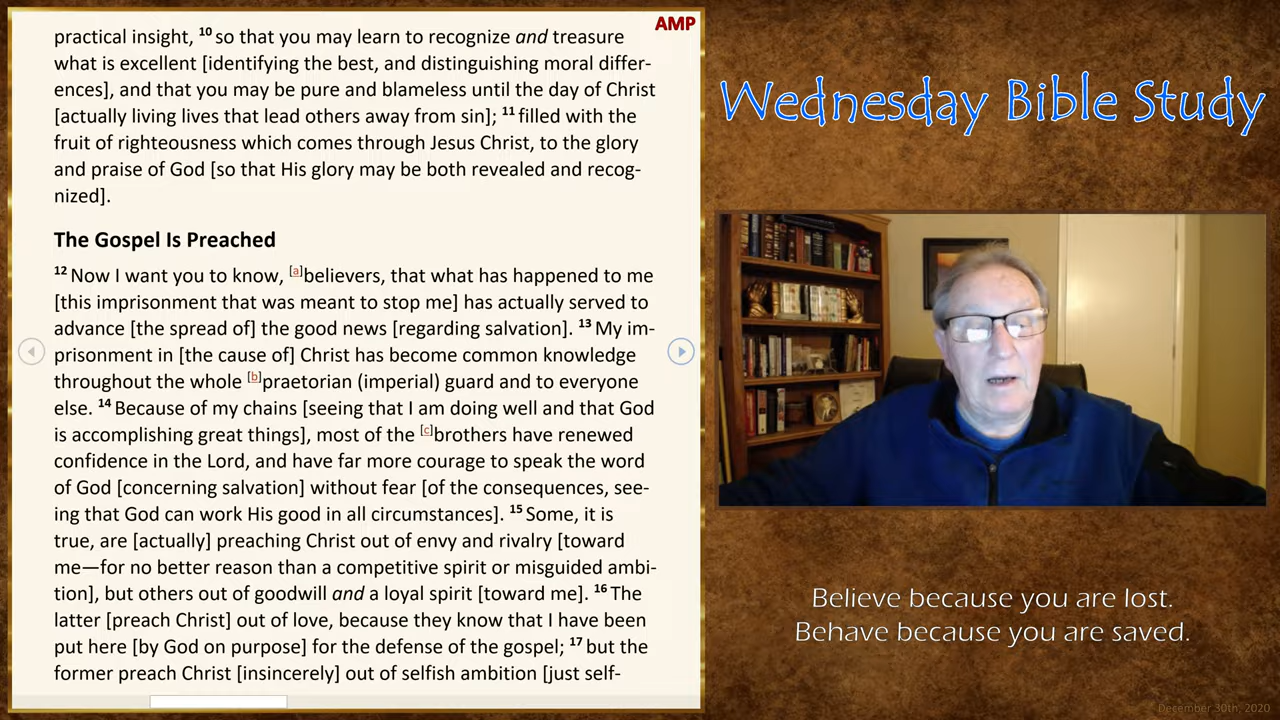 AMP
practical insight, 10 so that you may learn to recognize and treasure
what is excellent [identifying the best, and distinguishing moral differ-
ences], and that you may be pure and blameless until the day of Christ
[actually living lives that lead others away from sin]; 11 filled with the
fruit of righteousness which comes through Jesus Christ, to the glory
and praise of God [so that His glory may be both revealed and recog-
nized].
The Gospel Is Preached
12 Now I want you to know, [a]believers, that what has happened to me
[this imprisonment that was meant to stop me] has actually served to
advance [the spread of] the good news [regarding salvation]. 13 My im-
prisonment in [the cause of] Christ has become common knowledge
throughout the whole [b]praetorian (imperial) guard and to everyone
else. 14 Because of my chains [seeing that I am doing well and that God
is accomplishing great things], most of the [c]brothers have renewed
confidence in the Lord, and have far more courage to speak the word
of God [concerning salvation] without fear [of the consequences, see-
ing that God can work His good in all circumstances]. 15 Some, it is
true, are [actually] preaching Christ out of envy and rivalry [toward
me—for no better reason than a competitive spirit or misguided ambi-
tion], but others out of goodwill and a loyal spirit [toward me]. 16 The
latter [preach Christ] out of love, because they know that I have been
put here [by God on purpose] for the defense of the gospel; 17 but the
former preach Christ [insincerely] out of selfish ambition [just self-
Wednesday Bible Study
Believe because you are lost.
Behave because you are saved.
December 30th, 2020